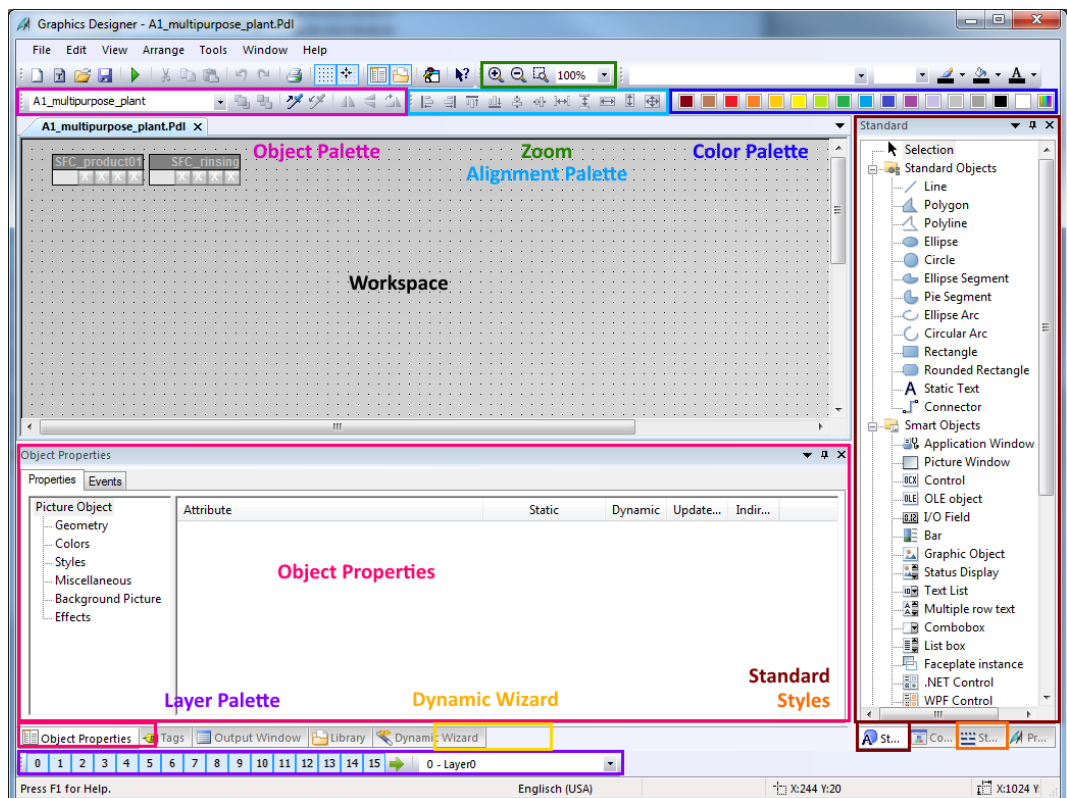 Graphics Designer - A1_multipurpose_plant.Pdl
File Edit View Arrange Tools Window Help
100%
A1_multipurpose_plant
A1_multipurpose_plant.Pdl
Standard
SFC_product01 SFC_rinsing
X X X X X X X X
Object Palette Zoom Color Palette
Alignment Palette
Workspace
Selection
Standard Objects
Line
Polygon
Polyline
Ellipse
Circle
Ellipse Segment
Pie Segment
Ellipse Arc
Circular Arc
Rectangle
Rounded Rectangle
A Static Text
Connector
Smart Objects
Application Window
Picture Window
OCX Control
OLE OLE object
0.12 I/O Field
Bar
Graphic Object
Status Display
Text List
Multiple row text
Combobox
List box
Faceplate instance
.NET Control
WPF Control
Object Properties
Properties Events
Picture Object
Geometry
Colors
Styles
Miscellaneous
Background Picture
Effects
Attribute Static Dynamic Update... Indir...
Object Properties
Layer Palette Dynamic Wizard
Standard
Styles
Object Properties Tags Output Window Library Dynamic Wizard
St... Co... St... Pr...
0 1 2 3 4 5 6 7 8 9 10 11 12 13 14 15 0 - Layer0
Press F1 for Help. Englisch (USA) X:244 Y:20 X:1024 Y: